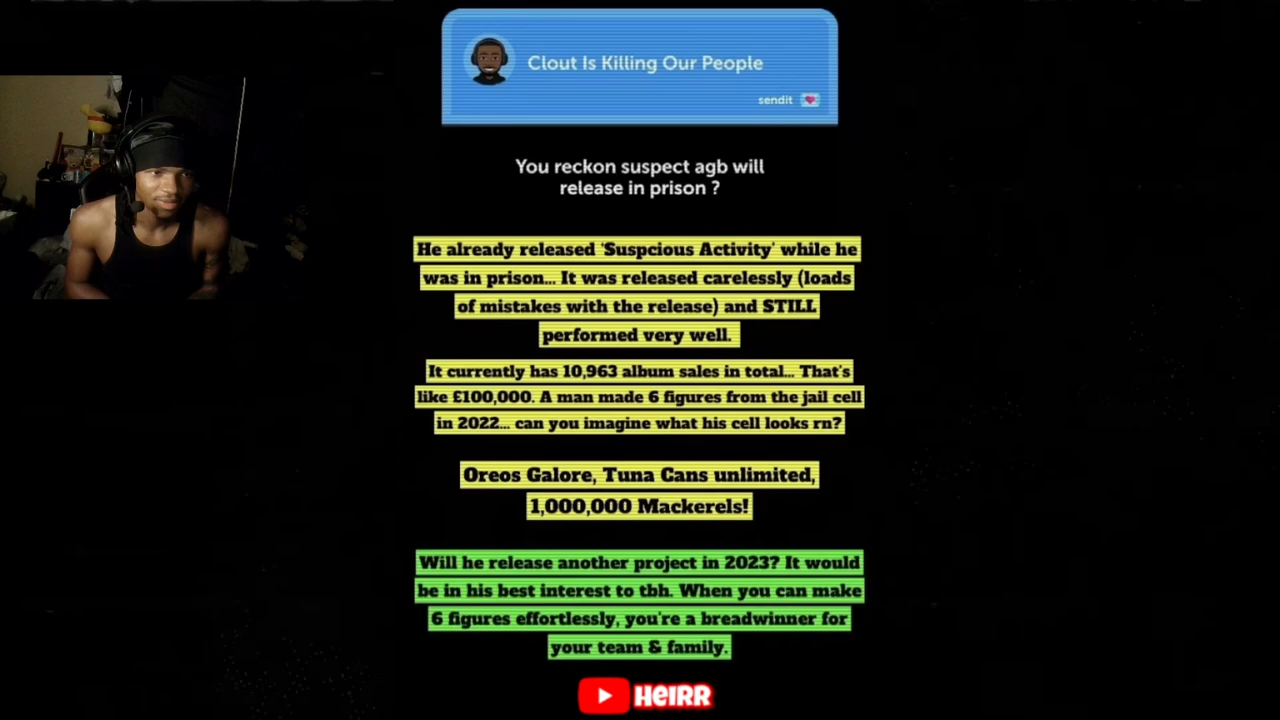 Clout Is Killing Our People
sendit
You reckon suspect agb will
release in prison ?
He already released 'Suspcious Activity' while he
was in prison... It was released carelessly (loads
of mistakes with the release) and STILL
performed very well.
It currently has 10,963 album sales in total... That's
like £100,000. A man made 6 figures from the jail cell
in 2022... can you imagine what his cell looks rn?
Oreos Galore, Tuna Cans unlimited,
1,000,000 Mackerels!
Will he release another project in 2023? It would
be in his best interest to tbh. When you can make
6 figures effortlessly, you're a breadwinner for
your team & family.
HEIRR